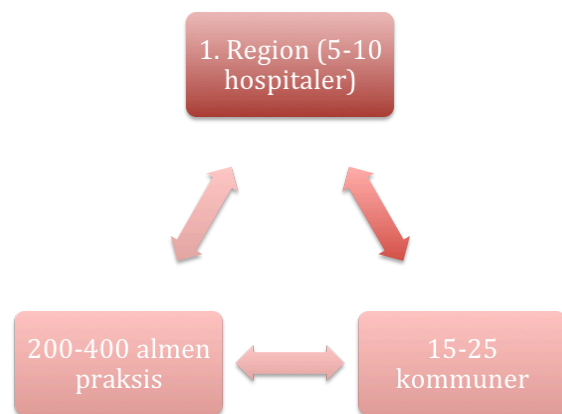 1. Region (5-10
hospitaler)
200-400 almen
praksis
15-25
kommuner